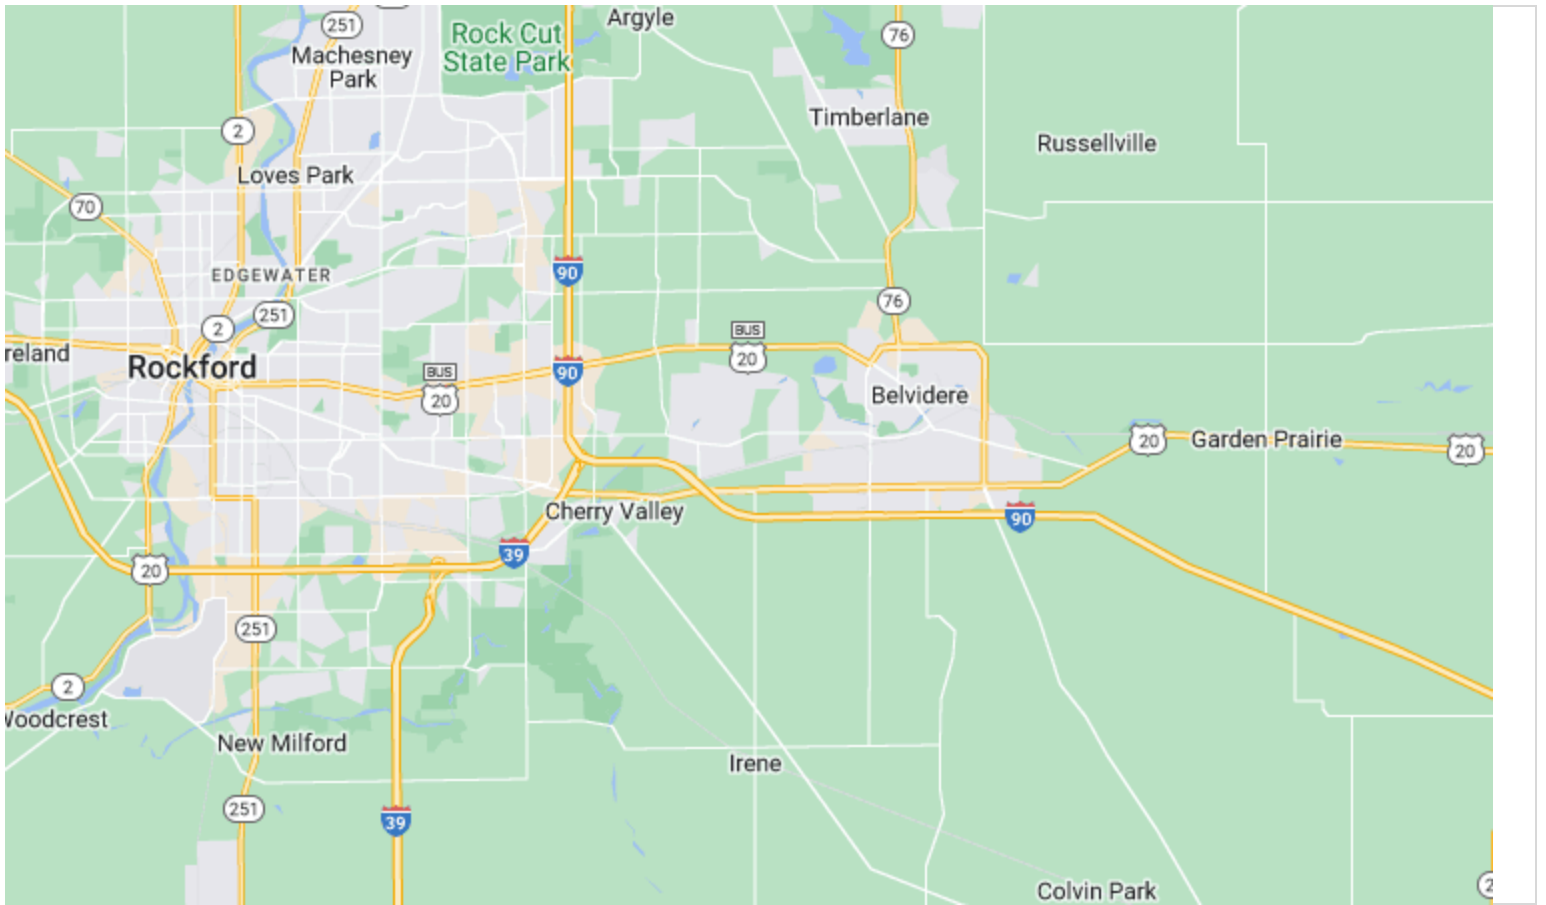 Argyle
251
Rock Cut
State Park
76
Machesney
Park
Timberlane
2
Russellville
Loves Park
70
90
EDGEWATER
76
251
2
BUS
20
reland
Rockford
90
BUS
20
Belvidere
20
Garden Prairie
20
Cherry Valley
90
39
20
251
2
Woodcrest
New Milford
Irene
251
39
2
Colvin Park